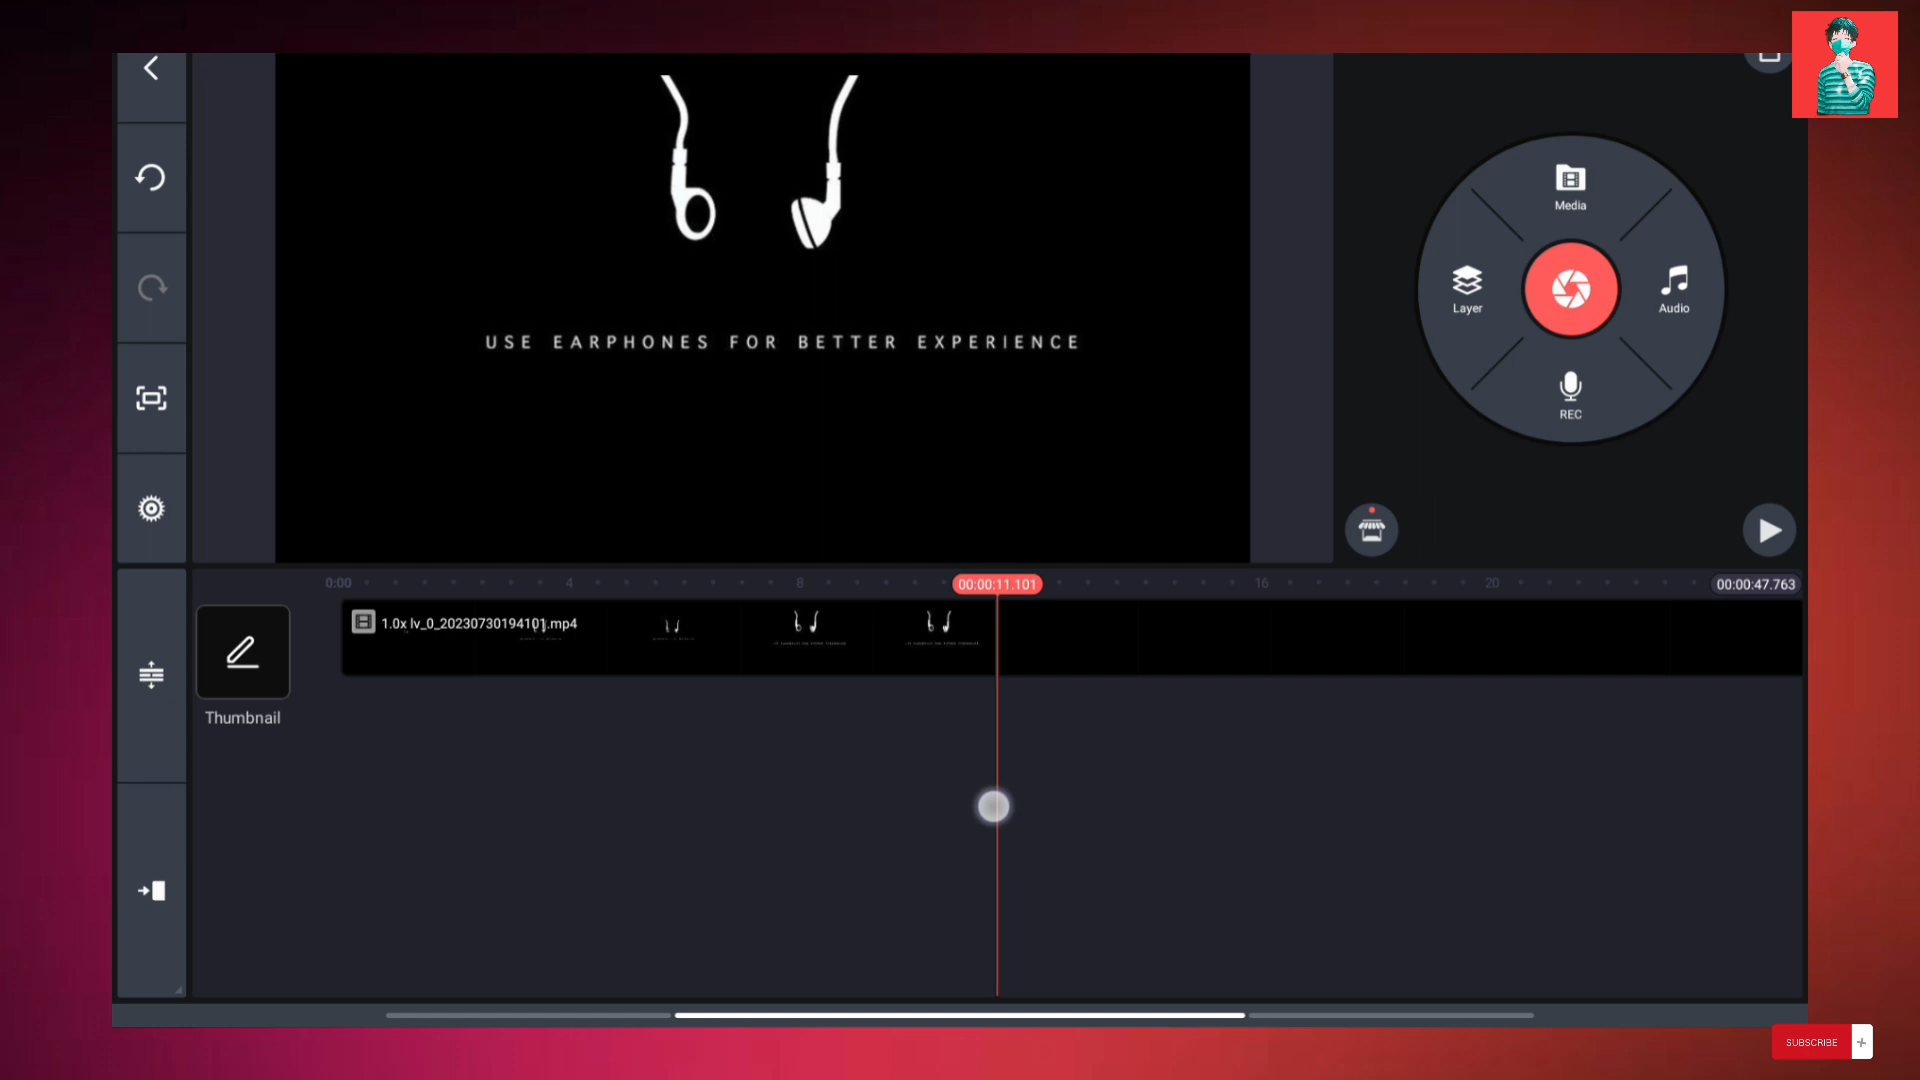 Media
Layer
Audio
REC
USE EARPHONES FOR BETTER EXPERIENCE
0:00
4
8
00:00:11.101
16
20
00:00:47.763
1.0x lv_0_20230730194101.mp4
Thumbnail
SUBSCRIBE +